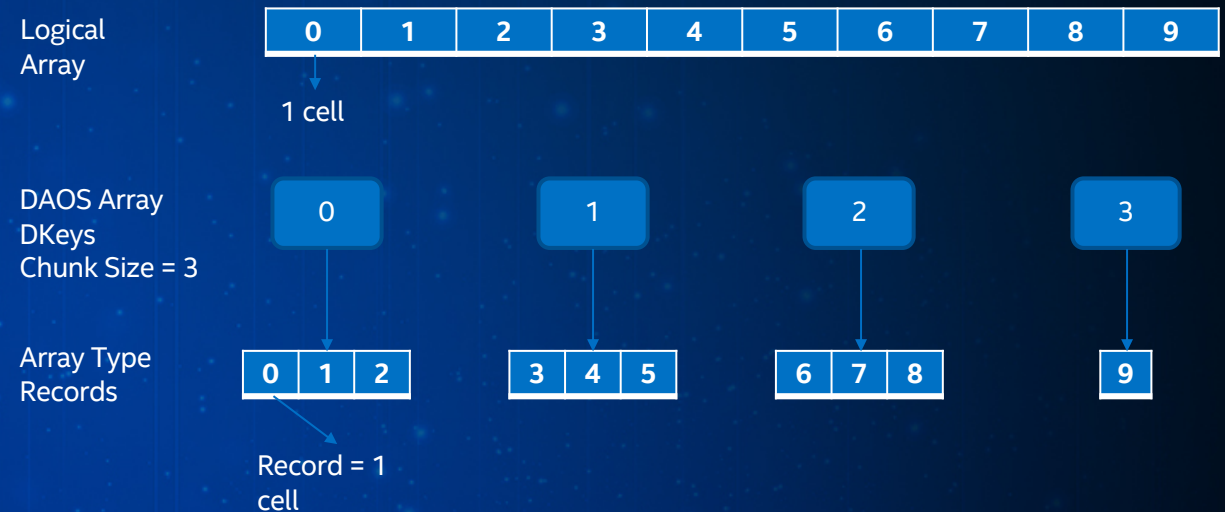 Logical
Array
0 1 2 3 4 5 6 7 8 9
1 cell
DAOS Array
DKeys
Chunk Size = 3
0 1 2 3
Array Type
Records
0 1 2 3 4 5 6 7 8 9
Record = 1
cell